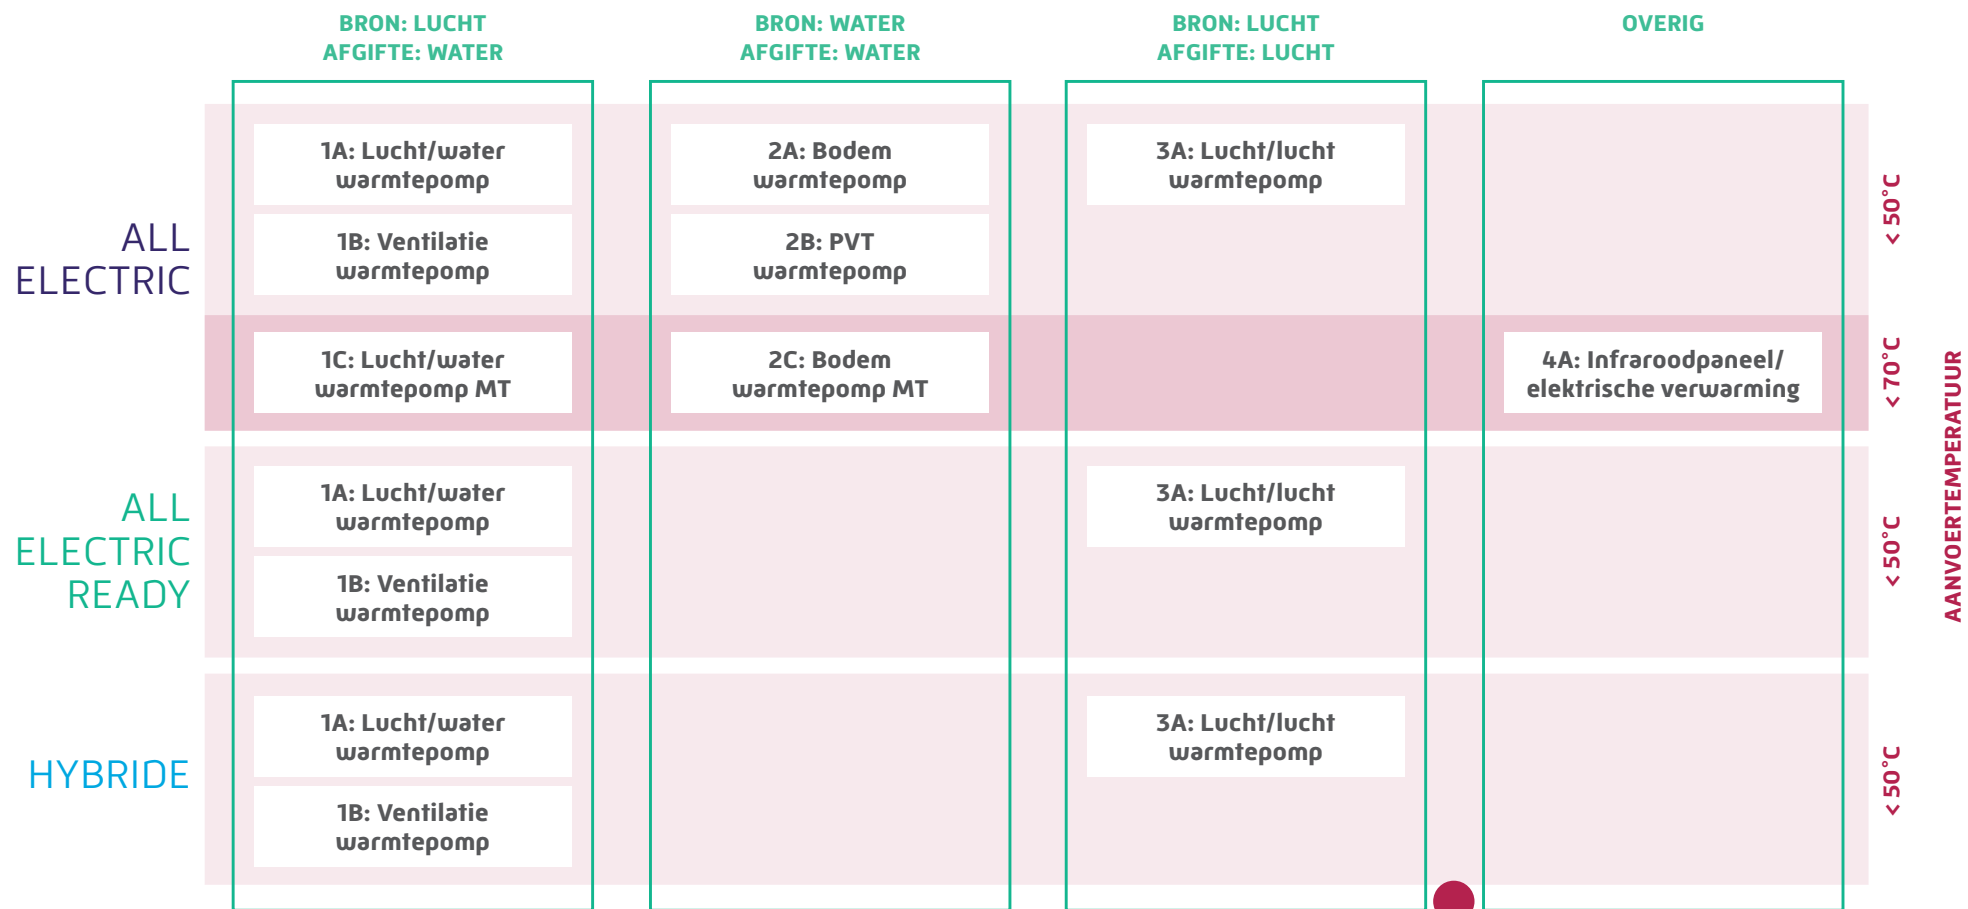 BRON: LUCHT
AFGIFTE: WATER
BRON: WATER
AFGIFTE: WATER
BRON: LUCHT
AFGIFTE: LUCHT
OVERIG
ALL
ELECTRIC
1A: Lucht/water
warmtepomp
2A: Bodem
warmtepomp
3A: Lucht/lucht
warmtepomp
1B: Ventilatie
warmtepomp
2B: PVT
warmtepomp
< 50°C
1C: Lucht/water
warmtepomp MT
2C: Bodem
warmtepomp MT
4A: Infraroodpaneel/
elektrische verwarming
< 70°C
ALL
ELECTRIC
READY
1A: Lucht/water
warmtepomp
3A: Lucht/lucht
warmtepomp
1B: Ventilatie
warmtepomp
< 50°C
HYBRIDE
1A: Lucht/water
warmtepomp
3A: Lucht/lucht
warmtepomp
1B: Ventilatie
warmtepomp
< 50°C
AANVOERTEMPERATUUR